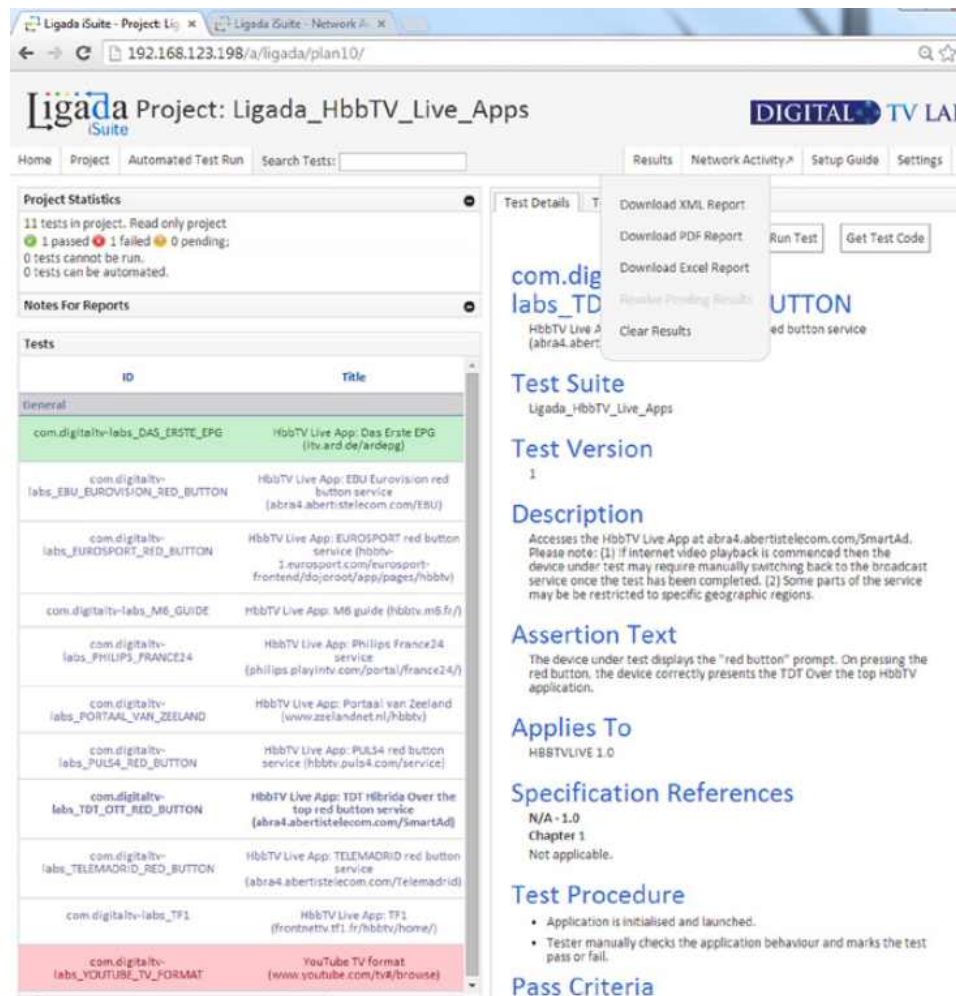 Ligada iSuite - Project: Lig
Ligada iSuite - Network A
192.168.123.198/a/ligada/plan10/
Ligada iSuite
Project: Ligada_HbbTV_Live_Apps
DIGITAL TV LAB
Home Project Automated Test Run Search Tests:
Results Network Activity Setup Guide Settings
Project Statistics
11 tests in project. Read only project
1 passed 1 failed 0 pending;
0 tests cannot be run.
0 tests can be automated.
Notes For Reports
Tests
ID Title
General
com.digitaltv-labs_DAS_ERSTE_EPG
HbbTV Live App: Das Erste EPG
(itv.ard.de/ardepg)
com.digitaltv-
labs_EBU_EUROVISION_RED_BUTTON
HbbTV Live App: EBU Eurovision red
button service
(abra4.abertistelecom.com/EBU)
com.digitaltv-
labs_EUROSPORT_RED_BUTTON
HbbTV Live App: EUROSPORT red button
service (hbbtv-
1.eurosport.com/eurosport-
frontend/dojoroot/app/pages/hbbtv)
com.digitaltv-labs_M6_GUIDE
HbbTV Live App: M6 guide (hbbtv.m6.fr/)
com.digitaltv-
labs_PHILIPS_FRANCE24
HbbTV Live App: Philips France24
service
(philips.playintv.com/portal/france24/)
com.digitaltv-
labs_PORTAAL_VAN_ZEELAND
HbbTV Live App: Portaal van Zeeland
(www.zeelandnet.nl/hbbtv)
com.digitaltv-
labs_PULS4_RED_BUTTON
HbbTV Live App: PULS4 red button
service (hbbtv.puls4.com/service)
com.digitaltv-
labs_TDT_OTT_RED_BUTTON
HbbTV Live App: TDT Hibrida Over the
top red button service
(abra4.abertistelecom.com/SmartAd)
com.digitaltv-
labs_TELEMADRID_RED_BUTTON
HbbTV Live App: TELEMADRID red button
service
(abra4.abertistelecom.com/Telemadrid)
com.digitaltv-labs_TF1
HbbTV Live App: TF1
(frontnettv.tf1.fr/hbbtv/home/)
com.digitaltv-
labs_YOUTUBE_TV_FORMAT
YouTube TV format
(www.youtube.com/tv#/browse)
Test Details T
Download XML Report
Download PDF Report
Download Excel Report
Resolve Pending Results
Clear Results
Run Test Get Test Code
com.dig
labs_TD UTTON
HbbTV Live A ed button service
(abra4.abert
Test Suite
Ligada_HbbTV_Live_Apps
Test Version
1
Description
Accesses the HbbTV Live App at abra4.abertistelecom.com/SmartAd.
Please note: (1) If internet video playback is commenced then the
device under test may require manually switching back to the broadcast
service once the test has been completed. (2) Some parts of the service
may be be restricted to specific geographic regions.
Assertion Text
The device under test displays the "red button" prompt. On pressing the
red button, the device correctly presents the TDT Over the top HbbTV
application.
Applies To
HBBTVLIVE 1.0
Specification References
N/A - 1.0
Chapter 1
Not applicable.
Test Procedure
• Application is initialised and launched.
• Tester manually checks the application behaviour and marks the test
pass or fail.
Pass Criteria